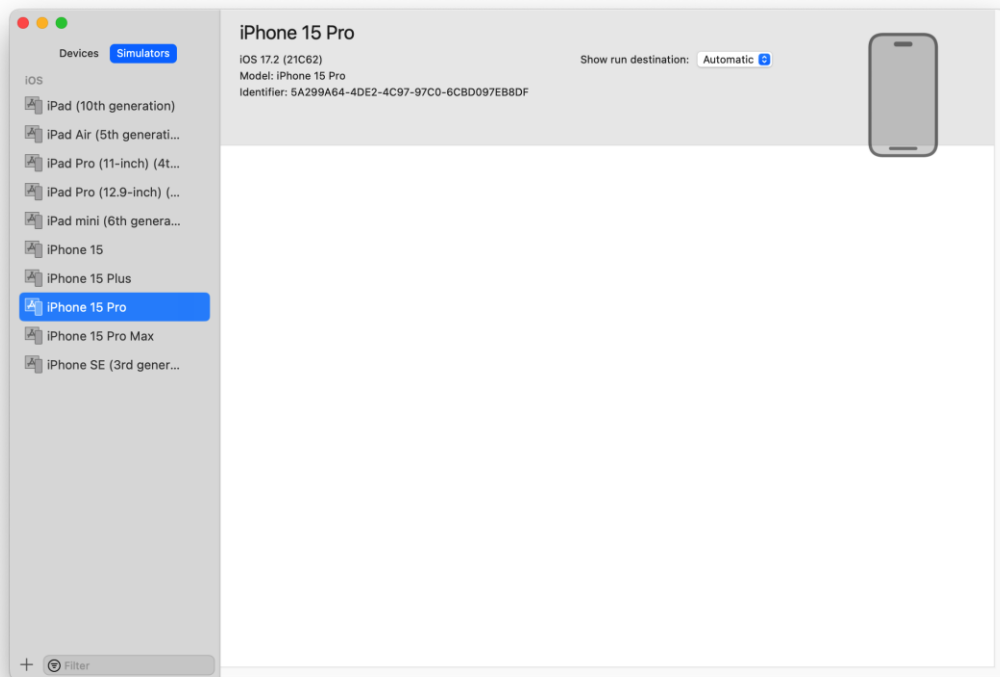 Devices
Simulators
iOS
iPad (10th generation)
iPad Air (5th generati...
iPad Pro (11-inch) (4t...
iPad Pro (12.9-inch) (...
iPad mini (6th genera...
iPhone 15
iPhone 15 Plus
iPhone 15 Pro
iPhone 15 Pro Max
iPhone SE (3rd gener...
Filter
iPhone 15 Pro
iOS 17.2 (21C62)
Model: iPhone 15 Pro
Identifier: 5A299A64-4DE2-4C97-97C0-6CBD097EB8DF
Show run destination: Automatic